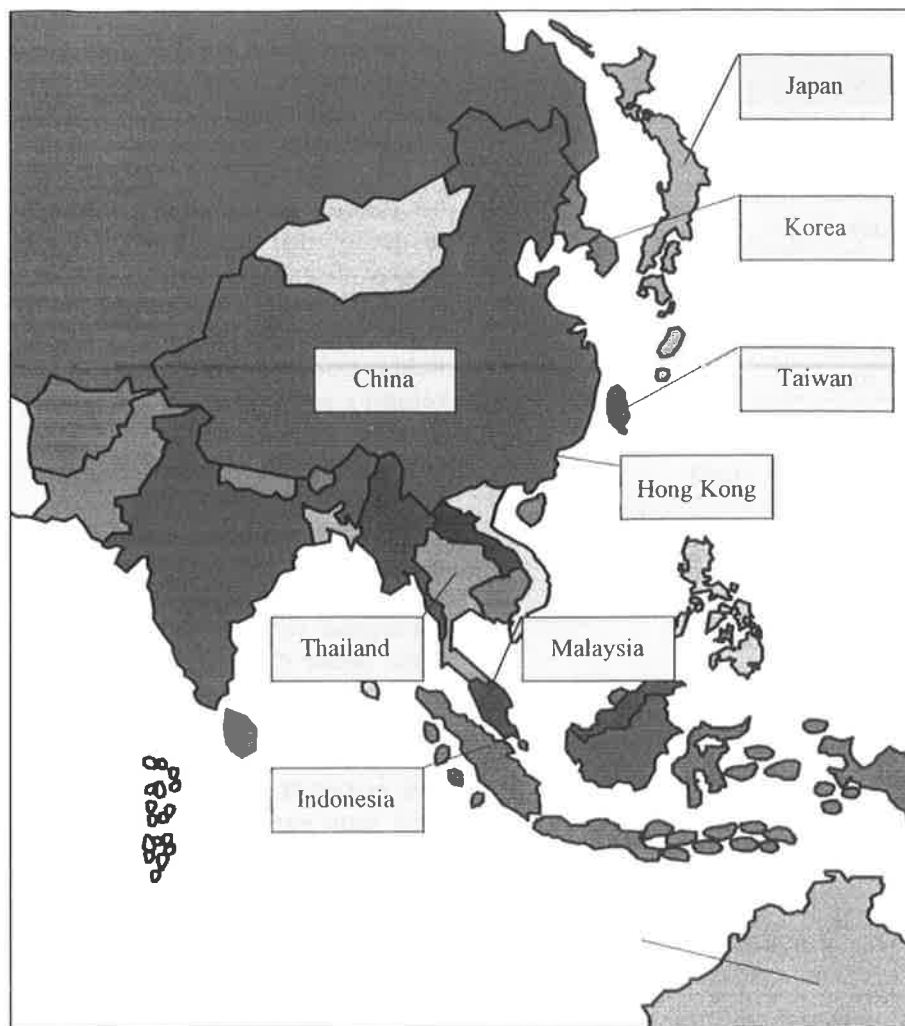 Japan
Korea
China
Taiwan
Hong Kong
Thailand
Malaysia
Indonesia